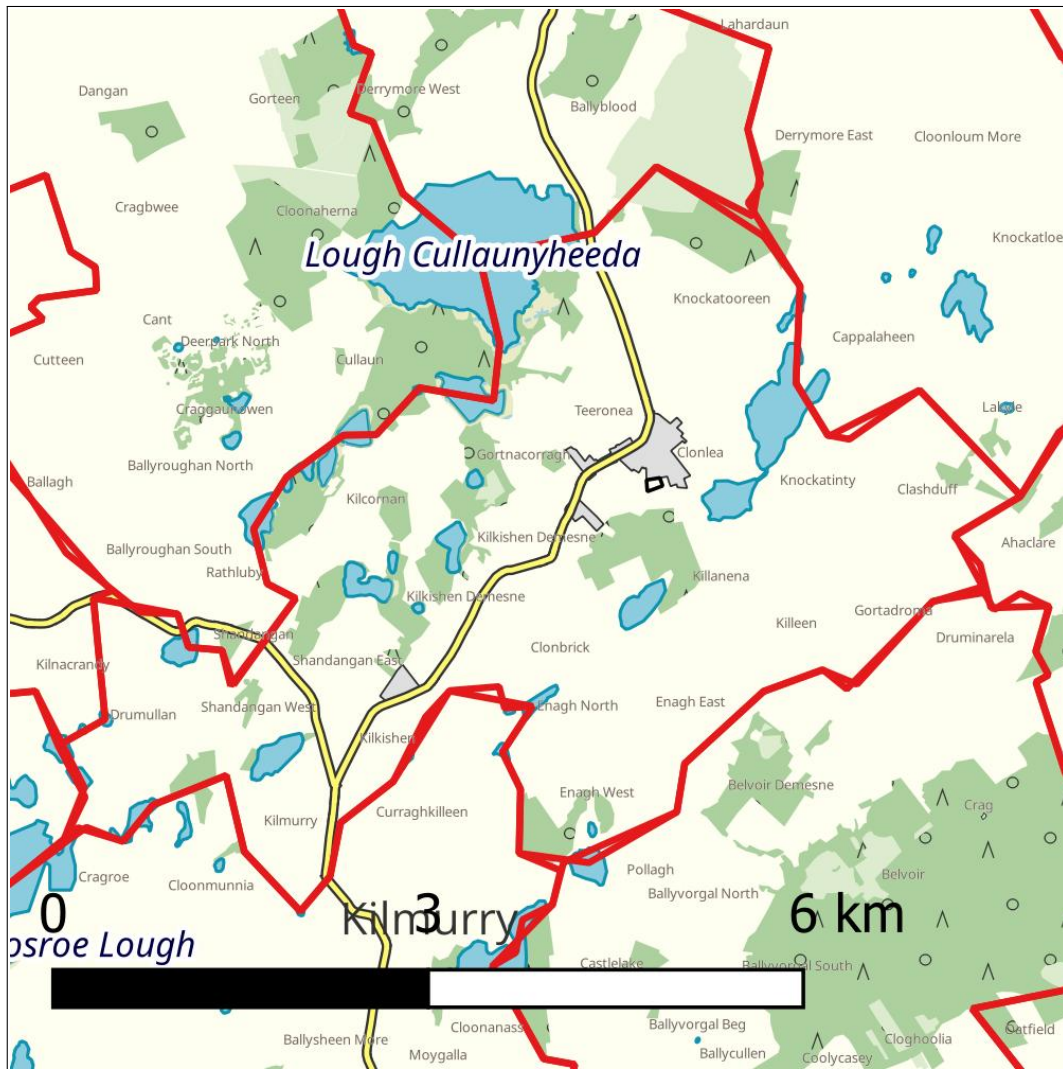 Lahardaun
Dangan
Derrymore West
Gorteen
Ballyblood
Derrymore East
Cloonloum More
Cragbwee
Cloonaherna
Knockatloe
Lough Cullaunyheeda
Knockatooreen
Cant
Deerpark North
Cutteen
Cullaun
Cappalaheen
Craggaunowen
Teeronea
Gortnacorragh
Clonlea
Ballyroughan North
Ballagh
Kilcornan
Knockatinty
Clashduff
Kilkishen Demesne
Ballyroughan South
Ahaclare
Rathluby
Killanena
Kilkishen Demesne
Gortadroma
Killeen
Shandangan
Druminarela
Clonbrick
Kilnacrandy
Shandangan East
Shandangan West
Enagh North
Enagh East
Drumullan
Kilkishen
Belvoir Demesne
Enagh West
Crag
Curraghkilleen
Kilmurry
Pollagh
Belvoir
Cragroe
Cloonmunnia
Ballyvorgal North
0 3 6 km
Kilmurry
osroe Lough
Castlelake
Ballyvorgal South
Cloonanass
Ballyvorgal Beg
Oatfield
Ballysheen More
Cloghoolia
Moygalla
Ballycullen
Coolycasey